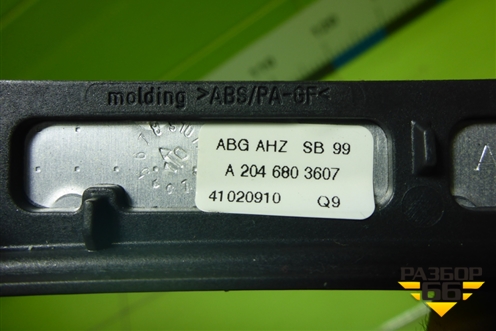 molding >ABS/PA-GF<
ABG AHZ SB 99
A 204 680 3607
41020910 Q9
РАЗБОР
66